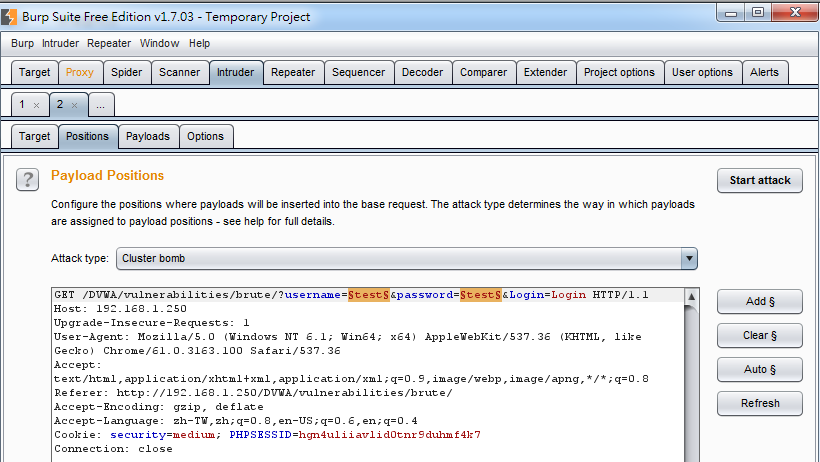 Burp Suite Free Edition v1.7.03 - Temporary Project
Burp Intruder Repeater Window Help
Target Proxy Spider Scanner Intruder Repeater Sequencer Decoder Comparer Extender Project options User options Alerts
1 × 2 × ...
Target Positions Payloads Options
? Payload Positions
Start attack
Configure the positions where payloads will be inserted into the base request. The attack type determines the way in which payloads
are assigned to payload positions - see help for full details.
Attack type: Cluster bomb
GET /DVWA/vulnerabilities/brute/?username=§test§&password=§test§&Login=Login HTTP/1.1
Host: 192.168.1.250
Upgrade-Insecure-Requests: 1
User-Agent: Mozilla/5.0 (Windows NT 6.1; Win64; x64) AppleWebKit/537.36 (KHTML, like
Gecko) Chrome/61.0.3163.100 Safari/537.36
Accept:
text/html,application/xhtml+xml,application/xml;q=0.9,image/webp,image/apng,*/*;q=0.8
Referer: http://192.168.1.250/DVWA/vulnerabilities/brute/
Accept-Encoding: gzip, deflate
Accept-Language: zh-TW,zh;q=0.8,en-US;q=0.6,en;q=0.4
Cookie: security=medium; PHPSESSID=hgn4uliiavlid0tnr9duhmf4k7
Connection: close
Add §
Clear §
Auto §
Refresh